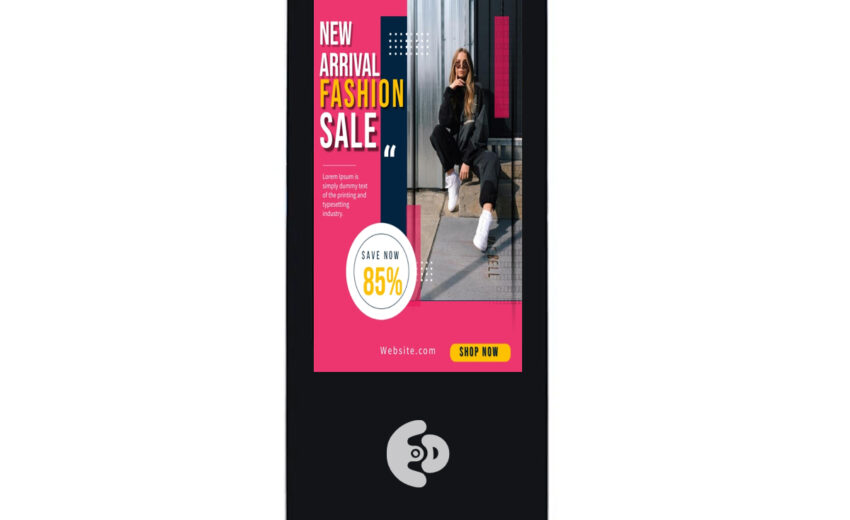 NEW
ARRIVAL
FASHION
SALE
“
Lorem Ipsum is
simply dummy text
of the printing and
typesetting
industry.
SAVE NOW
85%
Website.com
SHOP NOW